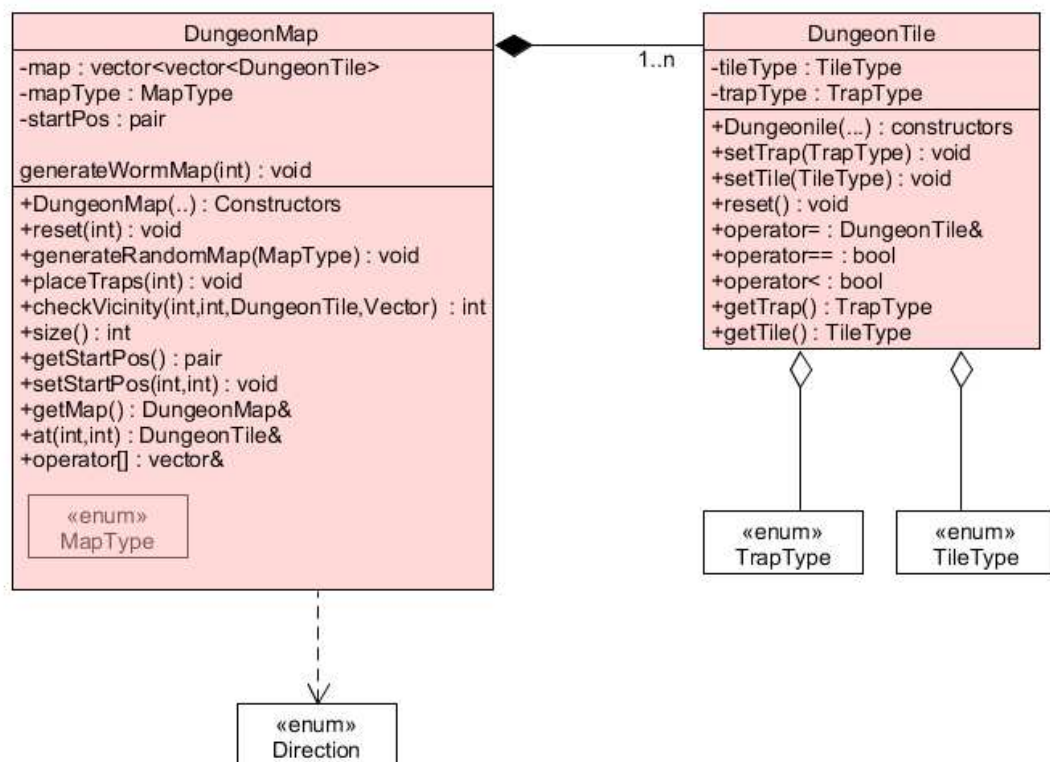 DungeonMap
-map : vector<vector<DungeonTile>
-mapType : MapType
-startPos : pair
generateWormMap(int) : void
+DungeonMap(..) : Constructors
+reset(int) : void
+generateRandomMap(MapType) : void
+placeTraps(int) : void
+checkVicinity(int,int,DungeonTile,Vector) : int
+size() : int
+getStartPos() : pair
+setStartPos(int,int) : void
+getMap() : DungeonMap&
+at(int,int) : DungeonTile&
+operator[] : vector&
«enum»
MapType
1..n
DungeonTile
-tileType : TileType
-trapType : TrapType
+Dungeonile(...) : constructors
+setTrap(TrapType) : void
+setTile(TileType) : void
+reset() : void
+operator= : DungeonTile&
+operator== : bool
+operator< : bool
+getTrap() : TrapType
+getTile() : TileType
«enum»
TrapType
«enum»
TileType
«enum»
Direction